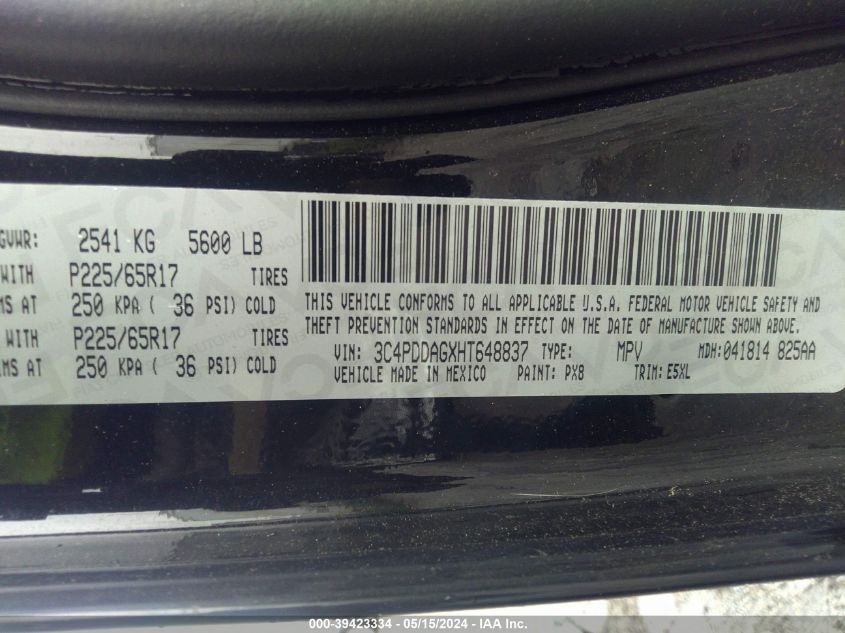 GVWR: 2541 KG 5600 LB
WITH P225/65R17 TIRES
MS AT 250 KPA ( 36 PSI) COLD
WITH P225/65R17 TIRES
IMS AT 250 KPA ( 36 PSI) COLD
THIS VEHICLE CONFORMS TO ALL APPLICABLE U.S.A. FEDERAL MOTOR VEHICLE SAFETY AND
THEFT PREVENTION STANDARDS IN EFFECT ON THE DATE OF MANUFACTURE SHOWN ABOVE.
VIN: 3C4PDDAGXHT648837 TYPE: MPV MDH:041814 825AA
VEHICLE MADE IN MEXICO PAINT: PX8 TRIM: E5XL
000-39423334 - 05/15/2024 - IAA Inc.